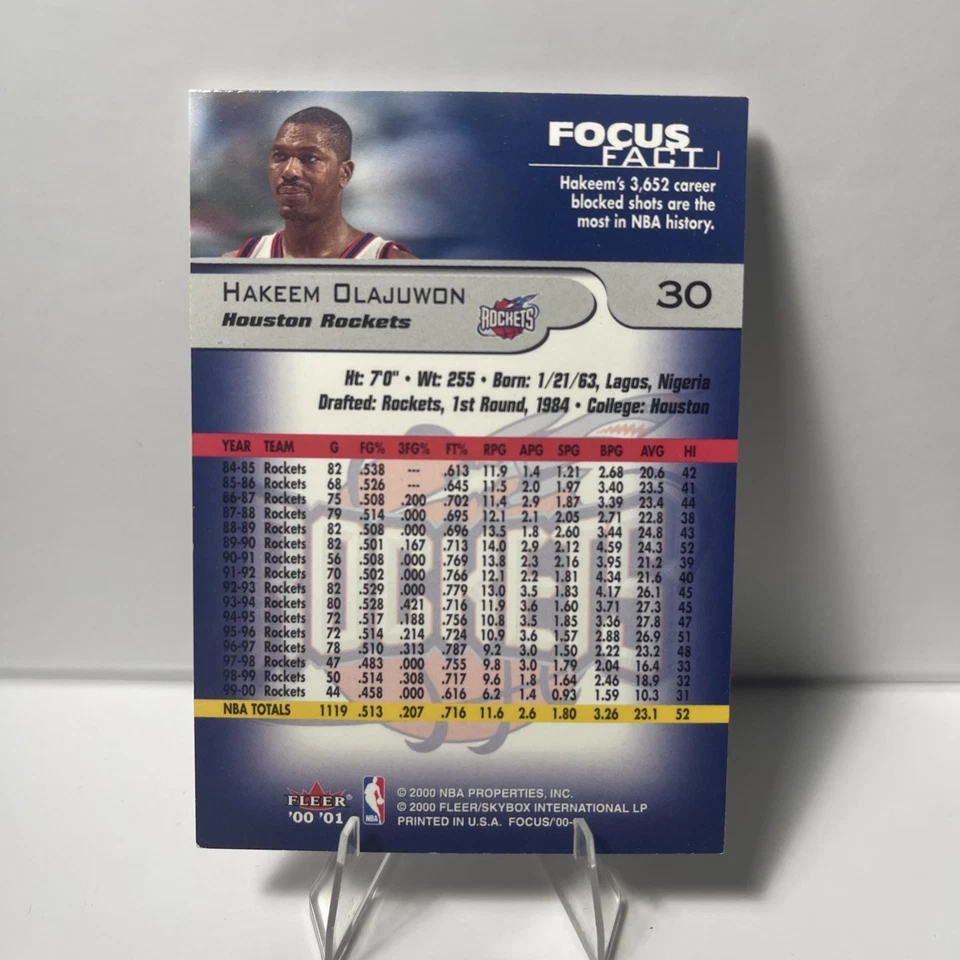 FOCUS
FACT
Hakeem's 3,652 career
blocked shots are the
most in NBA history.
HAKEEM OLAJUWON
30
Houston Rockets
ROCKETS
Ht: 7'0" • Wt: 255 • Born: 1/21/63, Lagos, Nigeria
Drafted: Rockets, 1st Round, 1984 • College: Houston
YEAR TEAM G FG% 3FG% FT% RPG APG SPG BPG AVG HI
84-85 Rockets 82 .538 --- .613 11.9 1.4 1.21 2.68 20.6 42
85-86 Rockets 68 .526 --- .645 11.5 2.0 1.97 3.40 23.5 41
86-87 Rockets 75 .508 .200 .702 11.4 2.9 1.87 3.39 23.4 44
87-88 Rockets 79 .514 .000 .695 12.1 2.1 2.05 2.71 22.8 38
88-89 Rockets 82 .508 .000 .696 13.5 1.8 2.60 3.44 24.8 43
89-90 Rockets 82 .501 .167 .713 14.0 2.9 2.12 4.59 24.3 52
90-91 Rockets 56 .508 .000 .769 13.8 2.3 2.16 3.95 21.2 39
91-92 Rockets 70 .502 .000 .766 12.1 2.2 1.81 4.34 21.6 40
92-93 Rockets 82 .529 .000 .779 13.0 3.5 1.83 4.17 26.1 45
93-94 Rockets 80 .528 .421 .716 11.9 3.6 1.60 3.71 27.3 45
94-95 Rockets 72 .517 .188 .756 10.8 3.5 1.85 3.36 27.8 47
95-96 Rockets 72 .514 .214 .724 10.9 3.6 1.57 2.88 26.9 51
96-97 Rockets 78 .510 .313 .787 9.2 3.0 1.50 2.22 23.2 48
97-98 Rockets 47 .483 .000 .755 9.8 3.0 1.79 2.04 16.4 33
98-99 Rockets 50 .514 .308 .717 9.6 1.8 1.64 2.46 18.9 32
99-00 Rockets 44 .458 .000 .616 6.2 1.4 0.93 1.59 10.3 31
NBA TOTALS 1119 .513 .207 .716 11.6 2.6 1.80 3.26 23.1 52
FLEER®
'00 '01
NBA
© 2000 NBA PROPERTIES, INC.
© 2000 FLEER/SKYBOX INTERNATIONAL LP
PRINTED IN U.S.A. FOCUS/'00-